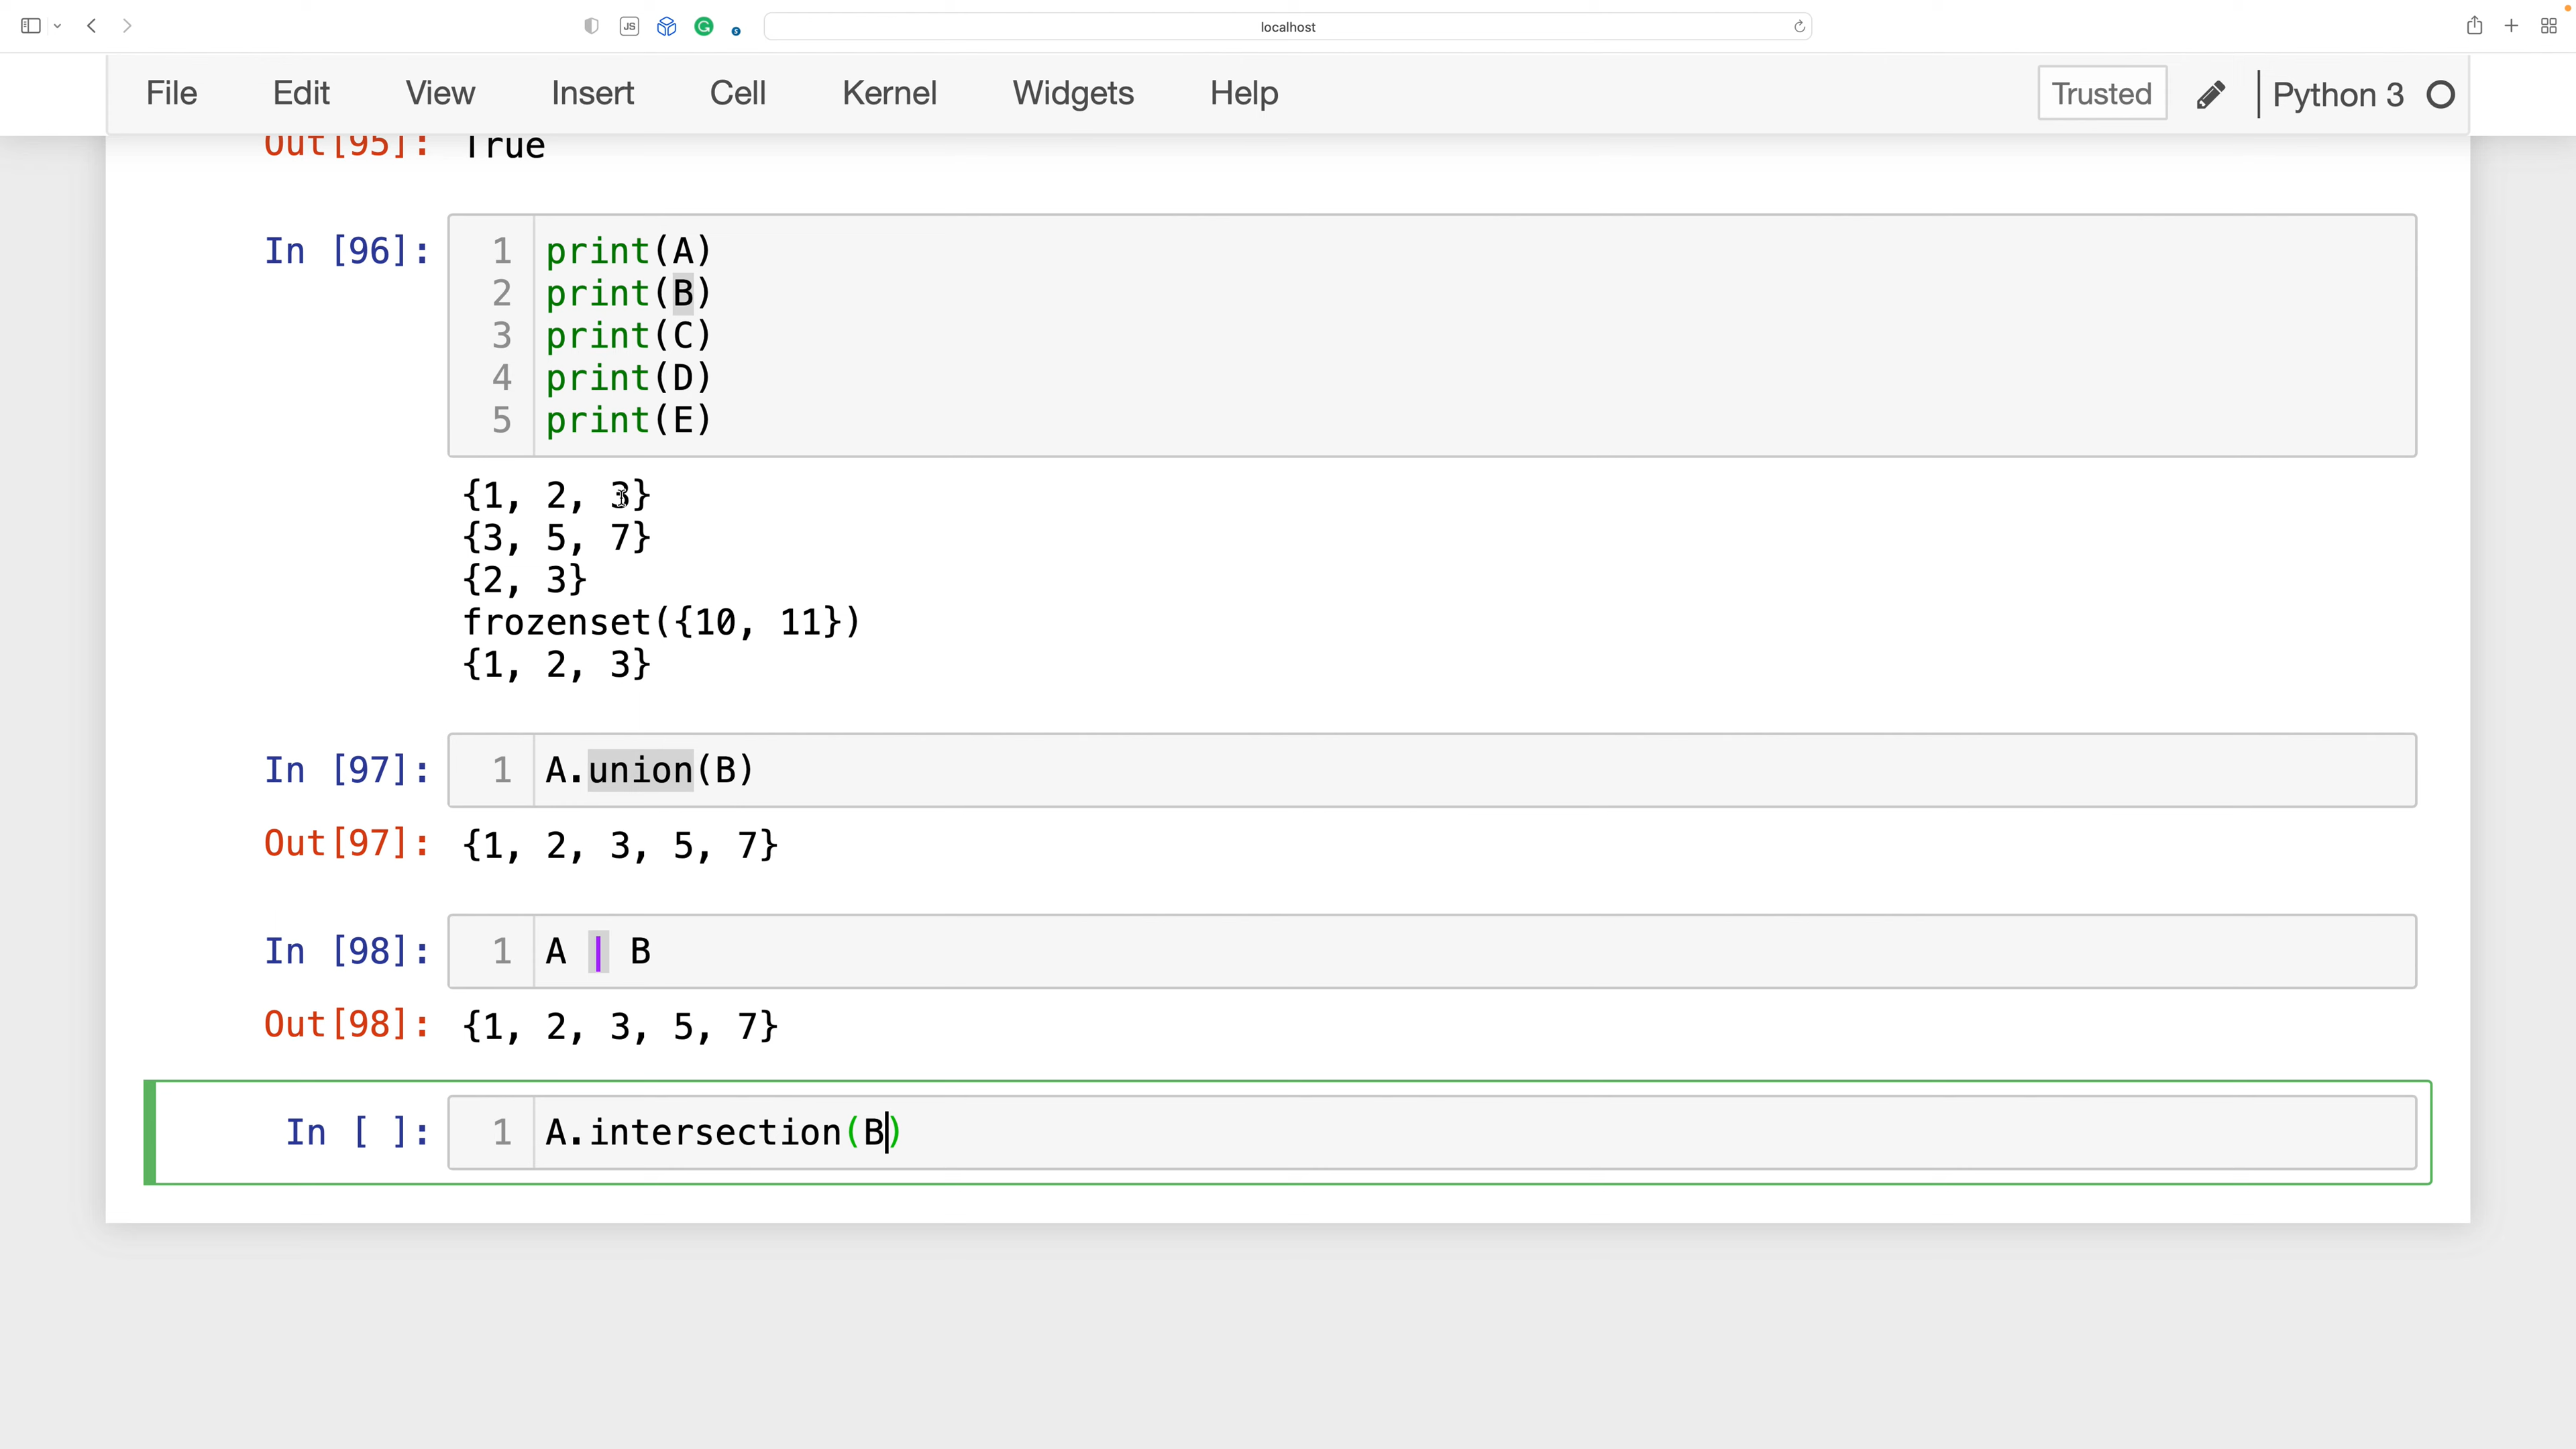 JS
G
s
localhost
File Edit View Insert Cell Kernel Widgets Help Trusted Python 3
Out[95]: True
In [96]: 1 print(A)
2 print(B)
3 print(C)
4 print(D)
5 print(E)
{1, 2, 3}
{3, 5, 7}
{2, 3}
frozenset({10, 11})
{1, 2, 3}
In [97]: 1 A.union(B)
Out[97]: {1, 2, 3, 5, 7}
In [98]: 1 A | B
Out[98]: {1, 2, 3, 5, 7}
In [ ]: 1 A.intersection(B)